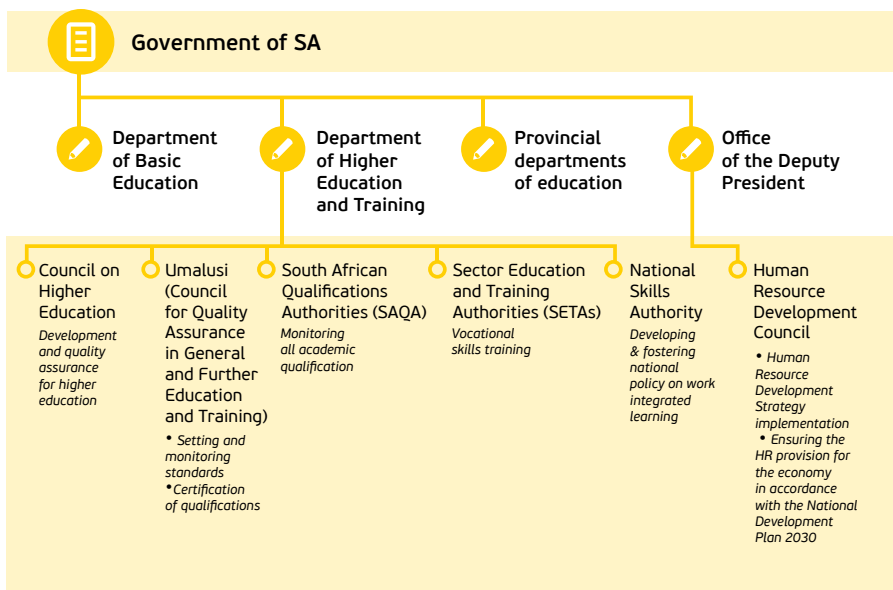 Government of SA
Department
of Basic
Education
Department
of Higher
Education
and Training
Provincial
departments
of education
Office
of the Deputy
President
Council on
Higher
Education
Development
and quality
assurance
for higher
education
Umalusi
(Council
for Quality
Assurance
in General
and Further
Education
and Training)
• Setting and
monitoring
standards
•Certification
of qualifications
South African
Qualifications
Authorities (SAQA)
Monitoring
all academic
qualification
Sector Education
and Training
Authorities (SETAs)
Vocational
skills training
National
Skills
Authority
Developing
& fostering
national
policy on work
integrated
learning
Human
Resource
Development
Council
• Human
Resource
Development
Strategy
implementation
• Ensuring the
HR provision for
the economy
in accordance
with the National
Development
Plan 2030